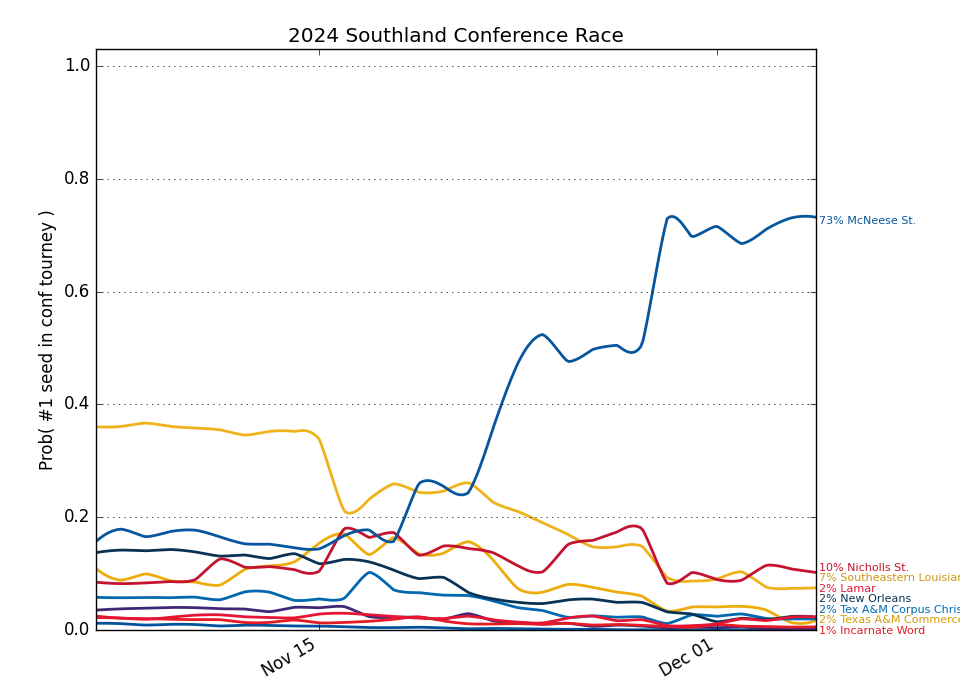 2024 Southland Conference Race
Prob( #1 seed in conf tourney )
1.0
0.8
0.6
0.4
0.2
0.0
Nov 15
Dec 01
73% McNeese St.
10% Nicholls St.
7% Southeastern Louisian
2% Lamar
2% New Orleans
2% Tex A&M Corpus Chris
2% Texas A&M Commerce
1% Incarnate Word